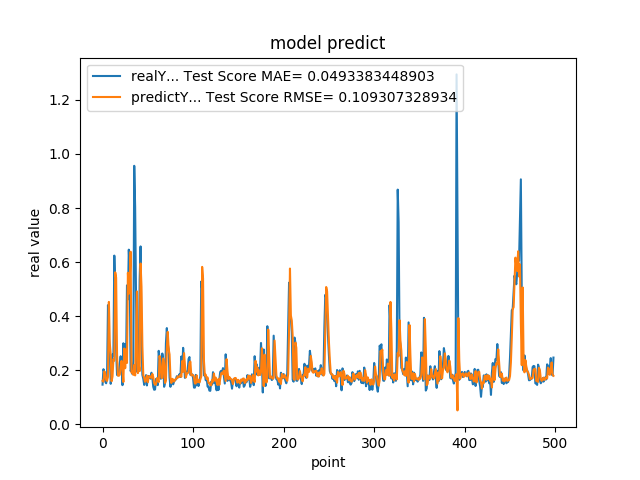 model predict
realY... Test Score MAE= 0.0493383448903
predictY... Test Score RMSE= 0.109307328934
1.2
1.0
0.8
0.6
0.4
0.2
0.0
real value
0 100 200 300 400 500
point